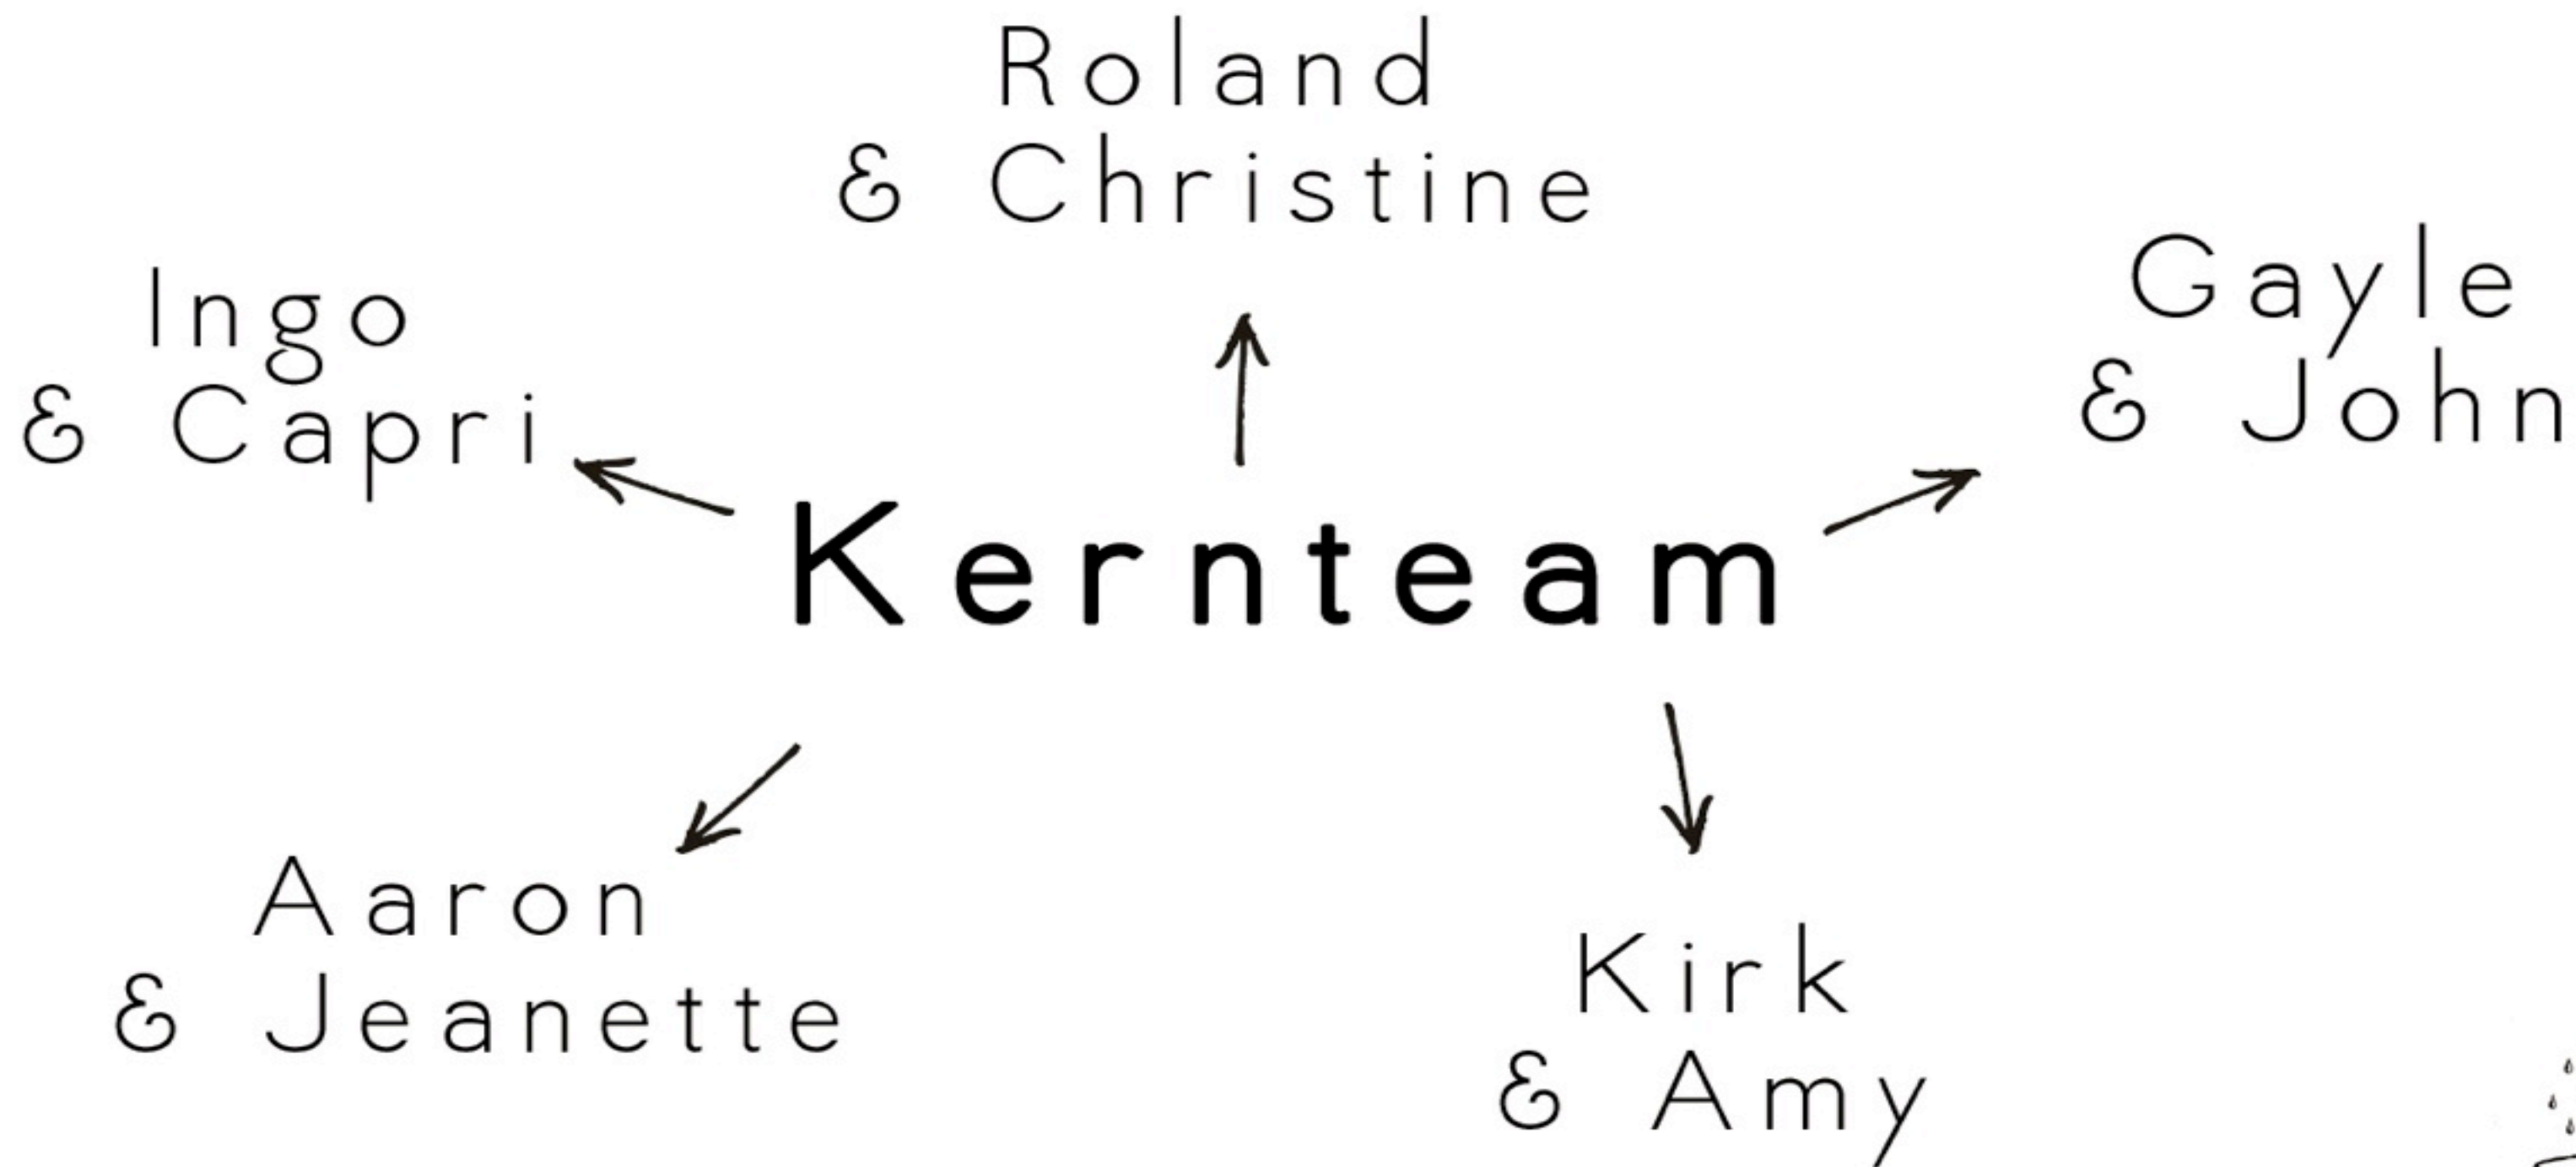 Roland
& Christine
Ingo
& Capri
Gayle
& John
Kernteam
Aaron
& Jeanette
Kirk
& Amy